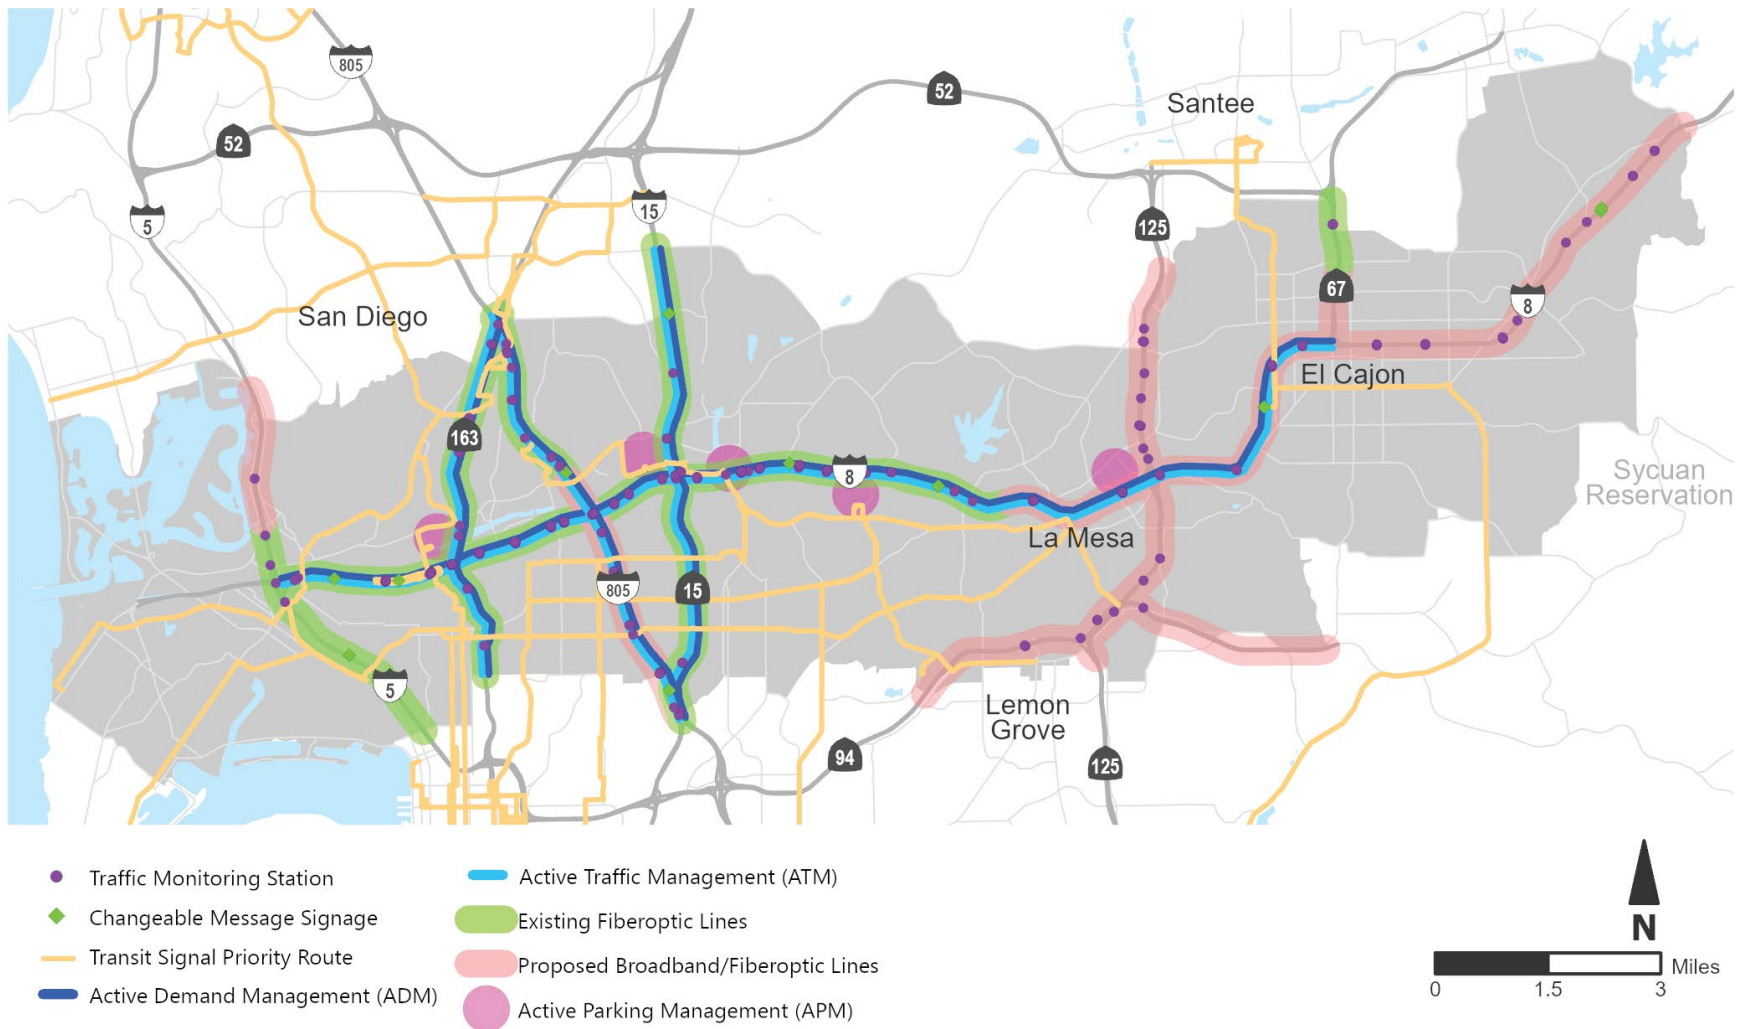 805
52
Santee
52
15
5
125
67
8
San Diego
El Cajon
163
8
Sycuan
Reservation
La Mesa
805
15
5
Lemon
Grove
94
125
Traffic Monitoring Station
Changeable Message Signage
Transit Signal Priority Route
Active Demand Management (ADM)
Active Traffic Management (ATM)
Existing Fiberoptic Lines
Proposed Broadband/Fiberoptic Lines
Active Parking Management (APM)
N
Miles
0 1.5 3